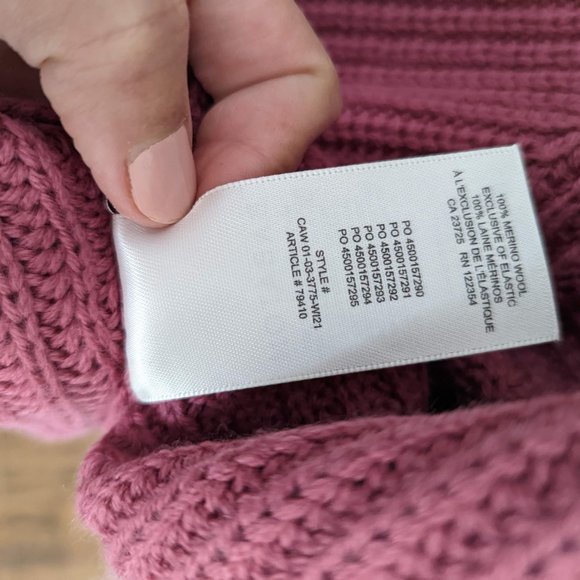 100% MERINO WOOL
EXCLUSIVE OF ELASTIC
100% LAINE MÉRINOS
À L'EXCLUSION DE L'ÉLASTIQUE
CA 23725 RN 122354
PO 4500157290
PO 4500157291
PO 4500157292
PO 4500157293
PO 4500157294
PO 4500157295
STYLE #
CAW 01-03-3775-WI21
ARTICLE # 79410